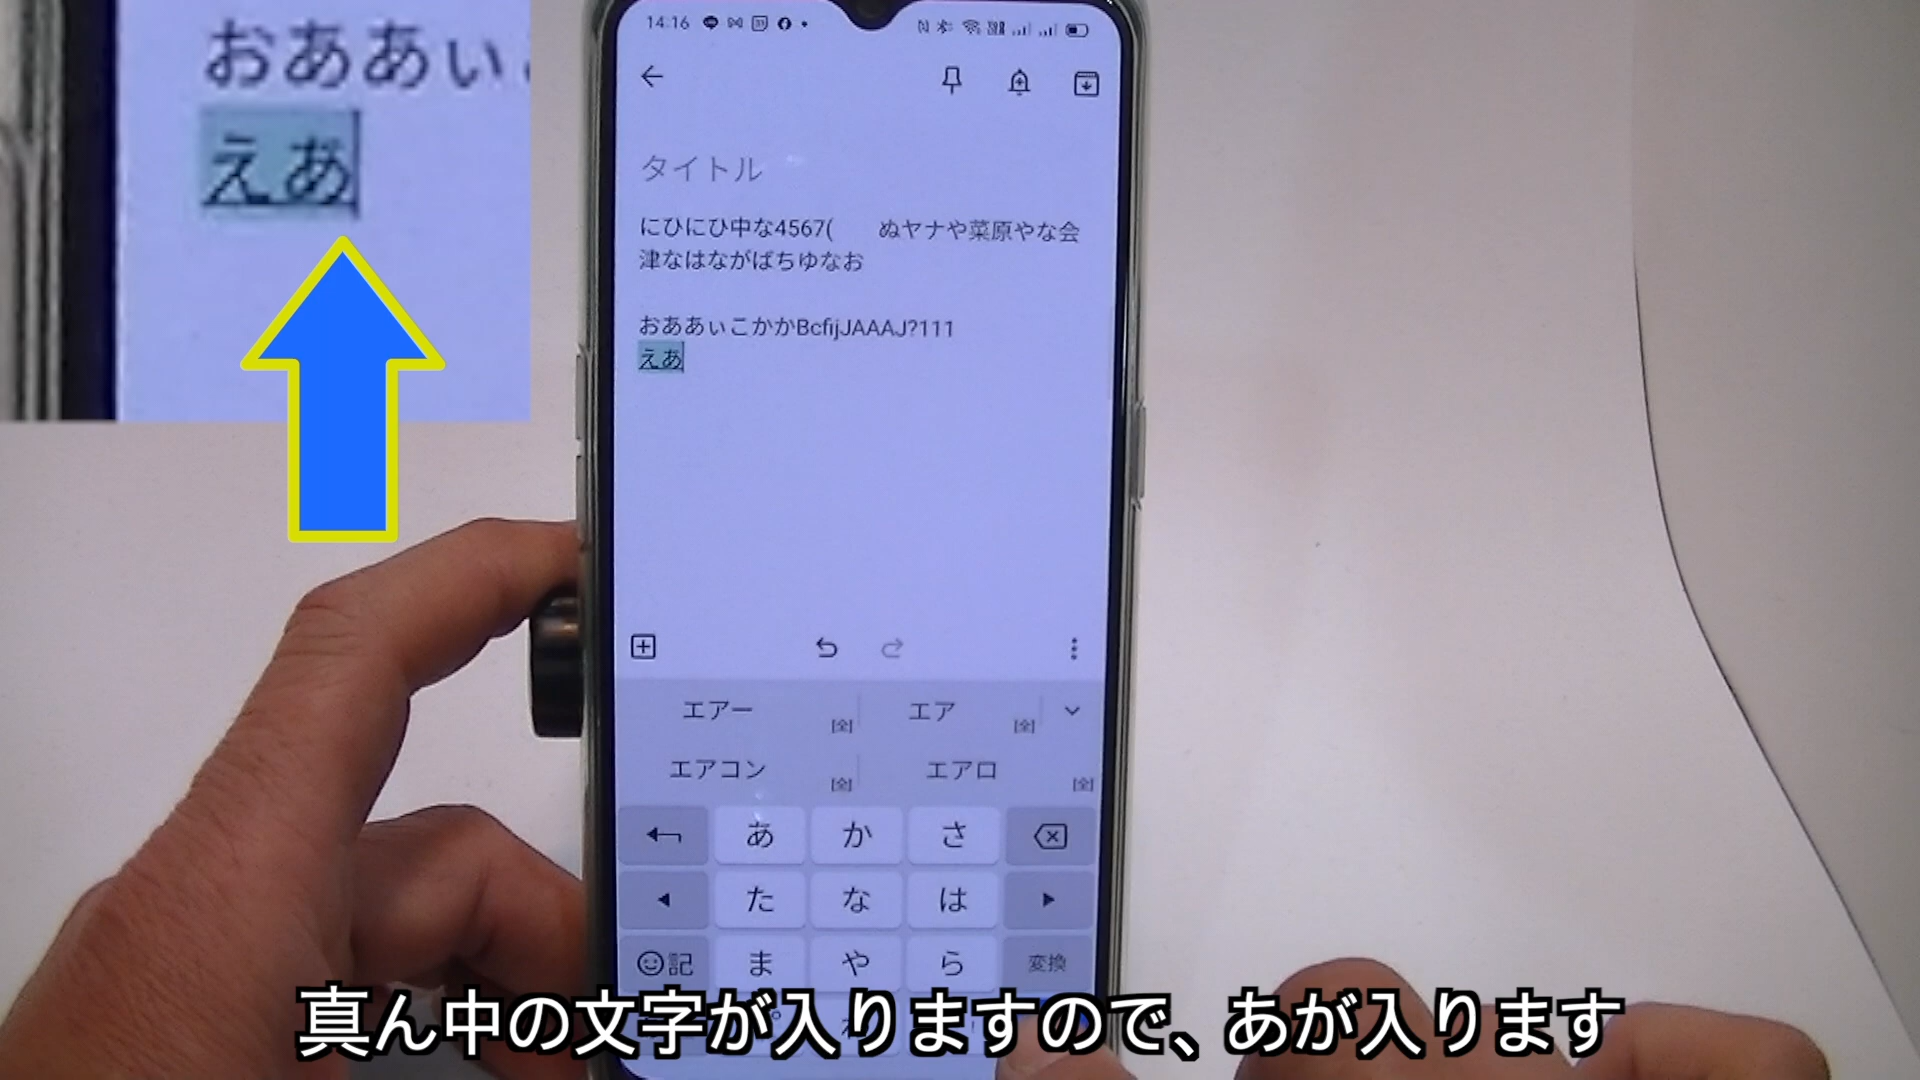 おああぃ
えあ
14:16
タイトル
にひにひ中な4567( ぬヤナや菜原やな会
津なはながばちゆなお
おああぃこかかBcfijJAAAJ?111
えあ
エアー [全] エア [全]
エアコン [全] エアロ [全]
あ か さ
た な は
記 ま や ら 変換
真ん中の文字が入りますので、あが入ります